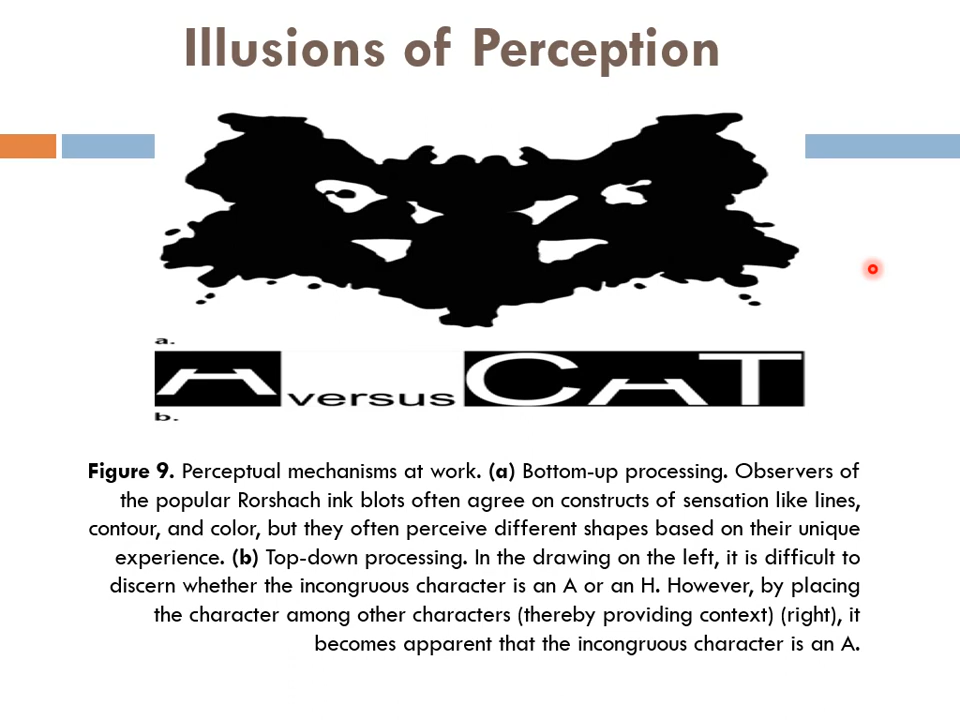 Illusions of Perception
a.
A versus CAT
b.
Figure 9. Perceptual mechanisms at work. (a) Bottom-up processing. Observers of
the popular Rorshach ink blots often agree on constructs of sensation like lines,
contour, and color, but they often perceive different shapes based on their unique
experience. (b) Top-down processing. In the drawing on the left, it is difficult to
discern whether the incongruous character is an A or an H. However, by placing
the character among other characters (thereby providing context) (right), it
becomes apparent that the incongruous character is an A.